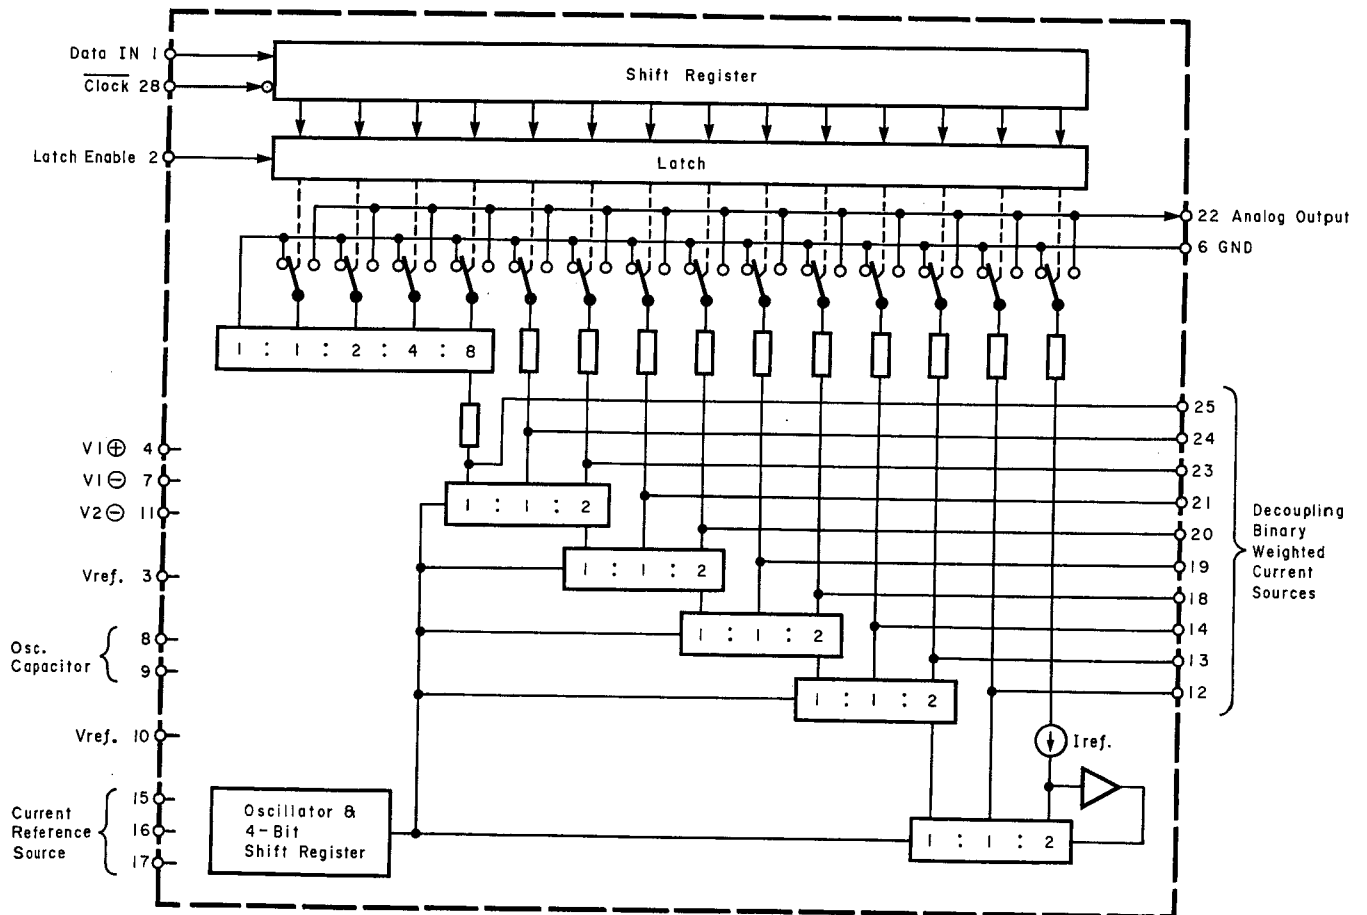 Data IN 1
Clock 28
Shift Register
Latch Enable 2
Latch
22 Analog Output
6 GND
1 : 1 : 2 : 4 : 8
25
24
23
21
20
19
18
14
13
12
Decoupling
Binary
Weighted
Current
Sources
V1⊕ 4
V1⊖ 7
V2⊖ 11
Vref. 3
Osc.
Capacitor
8
9
Vref. 10
Current
Reference
Source
15
16
17
1 : 1 : 2
1 : 1 : 2
1 : 1 : 2
1 : 1 : 2
Iref.
Oscillator &
4-Bit
Shift Register
1 : 1 : 2